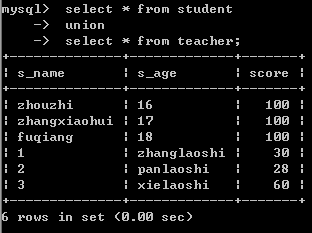 mysql> select * from student
-> union
-> select * from teacher;
+-------------+-------------+-------+
| s_name | s_age | score |
+-------------+-------------+-------+
| zhouzhi | 16 | 100 |
| zhangxiaohui | 17 | 100 |
| fuqiang | 18 | 100 |
| 1 | zhanglaoshi | 30 |
| 2 | panlaoshi | 28 |
| 3 | xielaoshi | 60 |
+-------------+-------------+-------+
6 rows in set (0.00 sec)